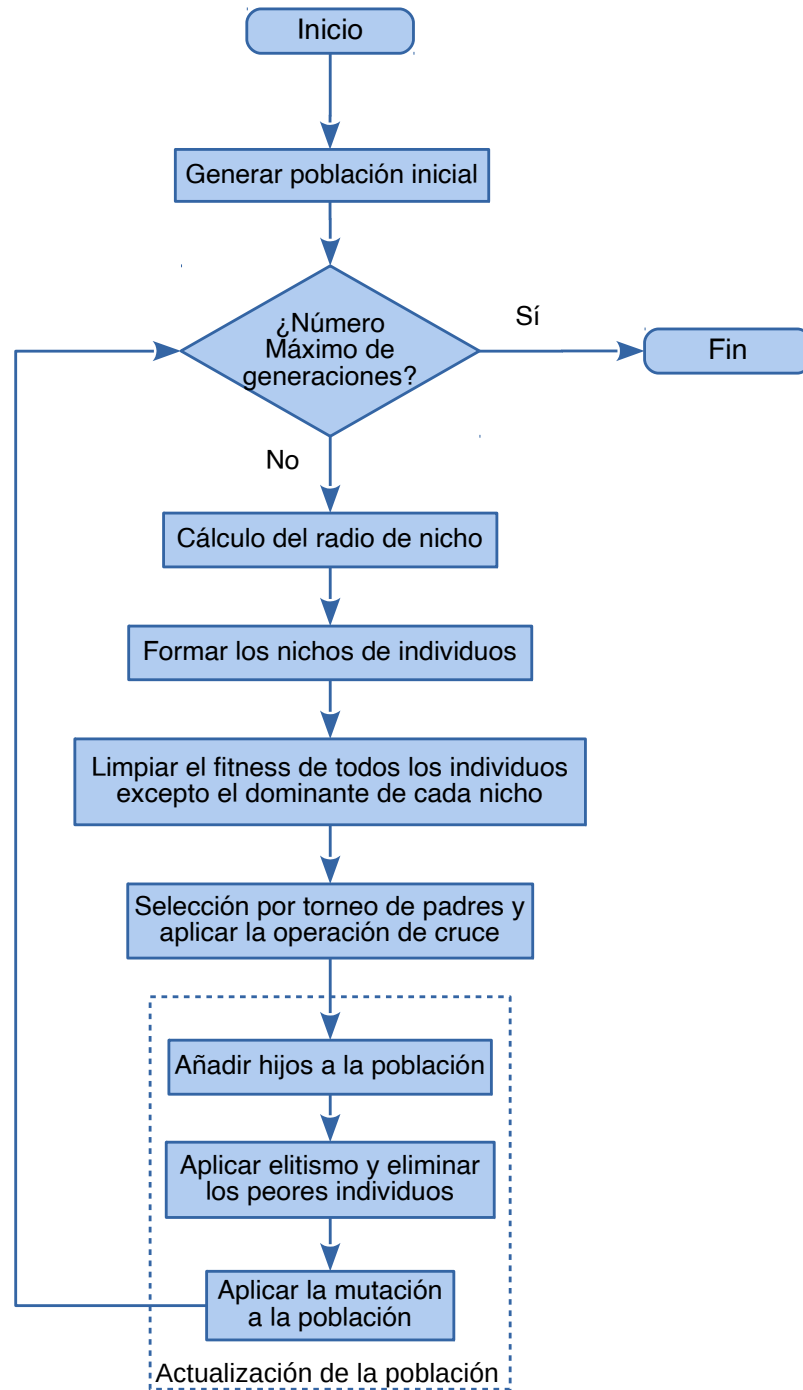 Inicio
Generar población inicial
¿Número
Máximo de
generaciones?
Sí
Fin
No
Cálculo del radio de nicho
Formar los nichos de individuos
Limpiar el fitness de todos los individuos
excepto el dominante de cada nicho
Selección por torneo de padres y
aplicar la operación de cruce
Añadir hijos a la población
Aplicar elitismo y eliminar
los peores individuos
Aplicar la mutación
a la población
Actualización de la población